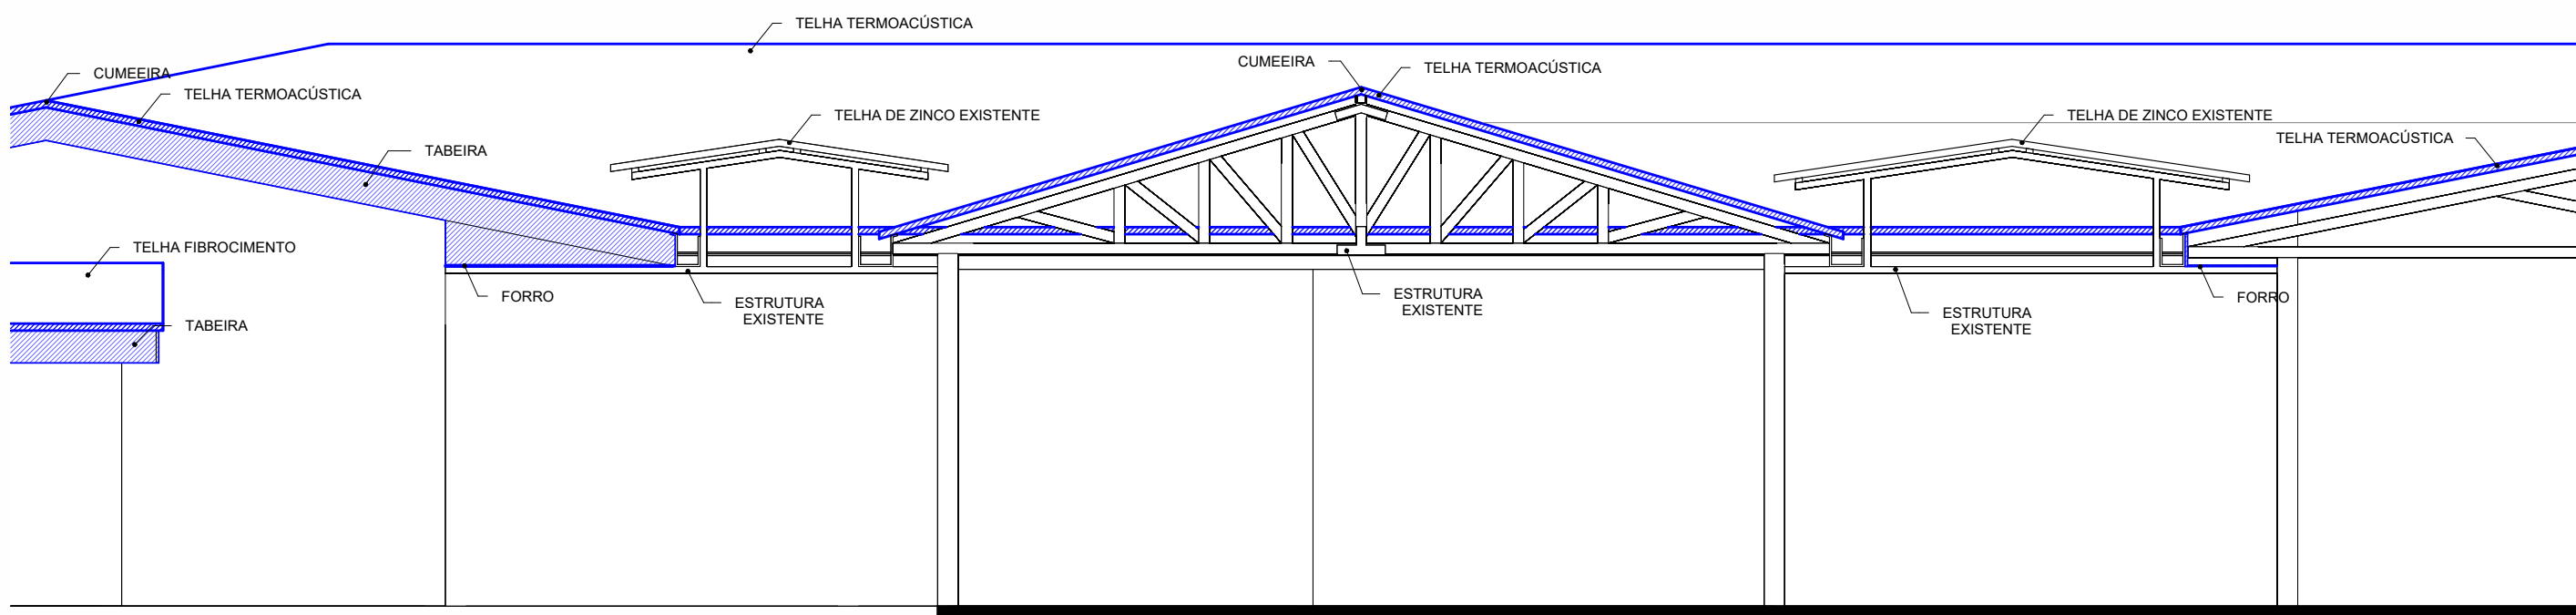 TELHA TERMOACÚSTICA
CUMEEIRA
TELHA TERMOACÚSTICA
CUMEEIRA
TELHA TERMOACÚSTICA
TELHA DE ZINCO EXISTENTE
TELHA DE ZINCO EXISTENTE
TELHA TERMOACÚSTICA
TABEIRA
TELHA FIBROCIMENTO
FORRO
ESTRUTURA
EXISTENTE
ESTRUTURA
EXISTENTE
FORRO
ESTRUTURA
EXISTENTE
TABEIRA